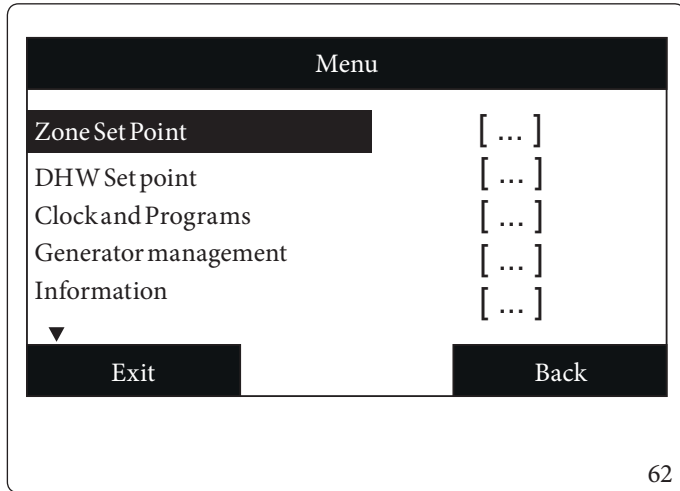 Menu
Zone Set Point [ ... ]
DHW Set point [ ... ]
Clock and Programs [ ... ]
Generator management [ ... ]
Information [ ... ]
▼
Exit Back
62